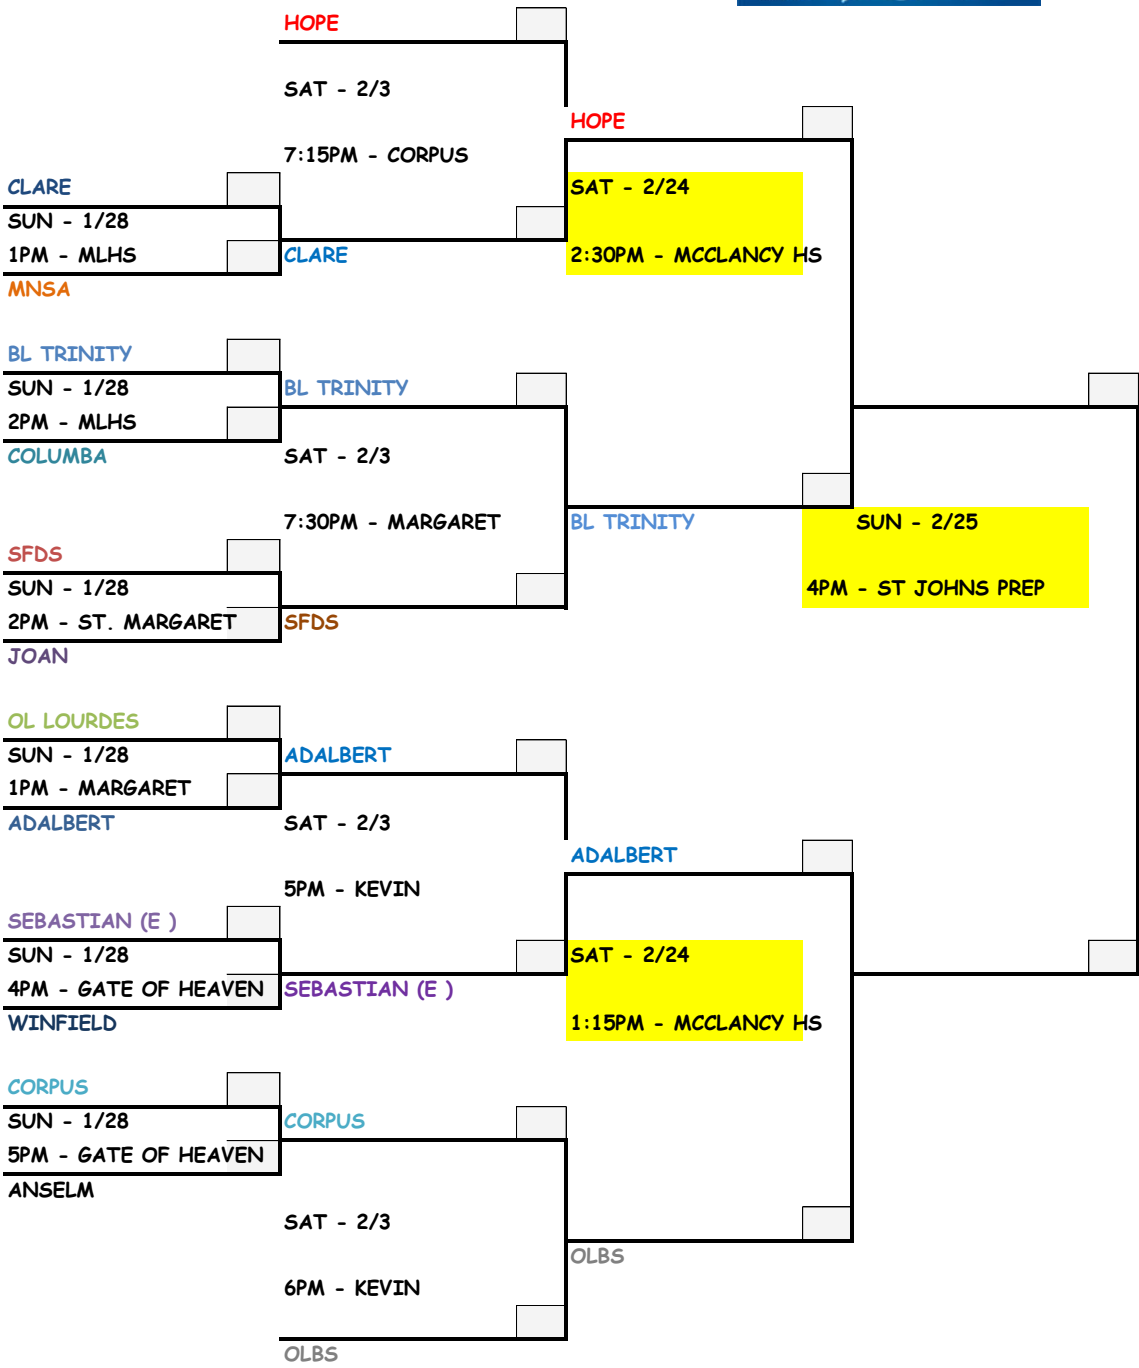 HOPE
SAT - 2/3
HOPE
7:15PM - CORPUS
CLARE
SAT - 2/24
SUN - 1/28
1PM - MLHS
CLARE
2:30PM - MCCLANCY HS
MNSA
BL TRINITY
SUN - 1/28
BL TRINITY
2PM - MLHS
COLUMBA
SAT - 2/3
7:30PM - MARGARET
BL TRINITY
SUN - 2/25
SFDS
SUN - 1/28
4PM - ST JOHNS PREP
2PM - ST. MARGARET
SFDS
JOAN
OL LOURDES
SUN - 1/28
ADALBERT
1PM - MARGARET
ADALBERT
SAT - 2/3
ADALBERT
5PM - KEVIN
SEBASTIAN (E )
SUN - 1/28
SAT - 2/24
4PM - GATE OF HEAVEN
SEBASTIAN (E )
WINFIELD
1:15PM - MCCLANCY HS
CORPUS
SUN - 1/28
CORPUS
5PM - GATE OF HEAVEN
ANSELM
SAT - 2/3
OLBS
6PM - KEVIN
OLBS